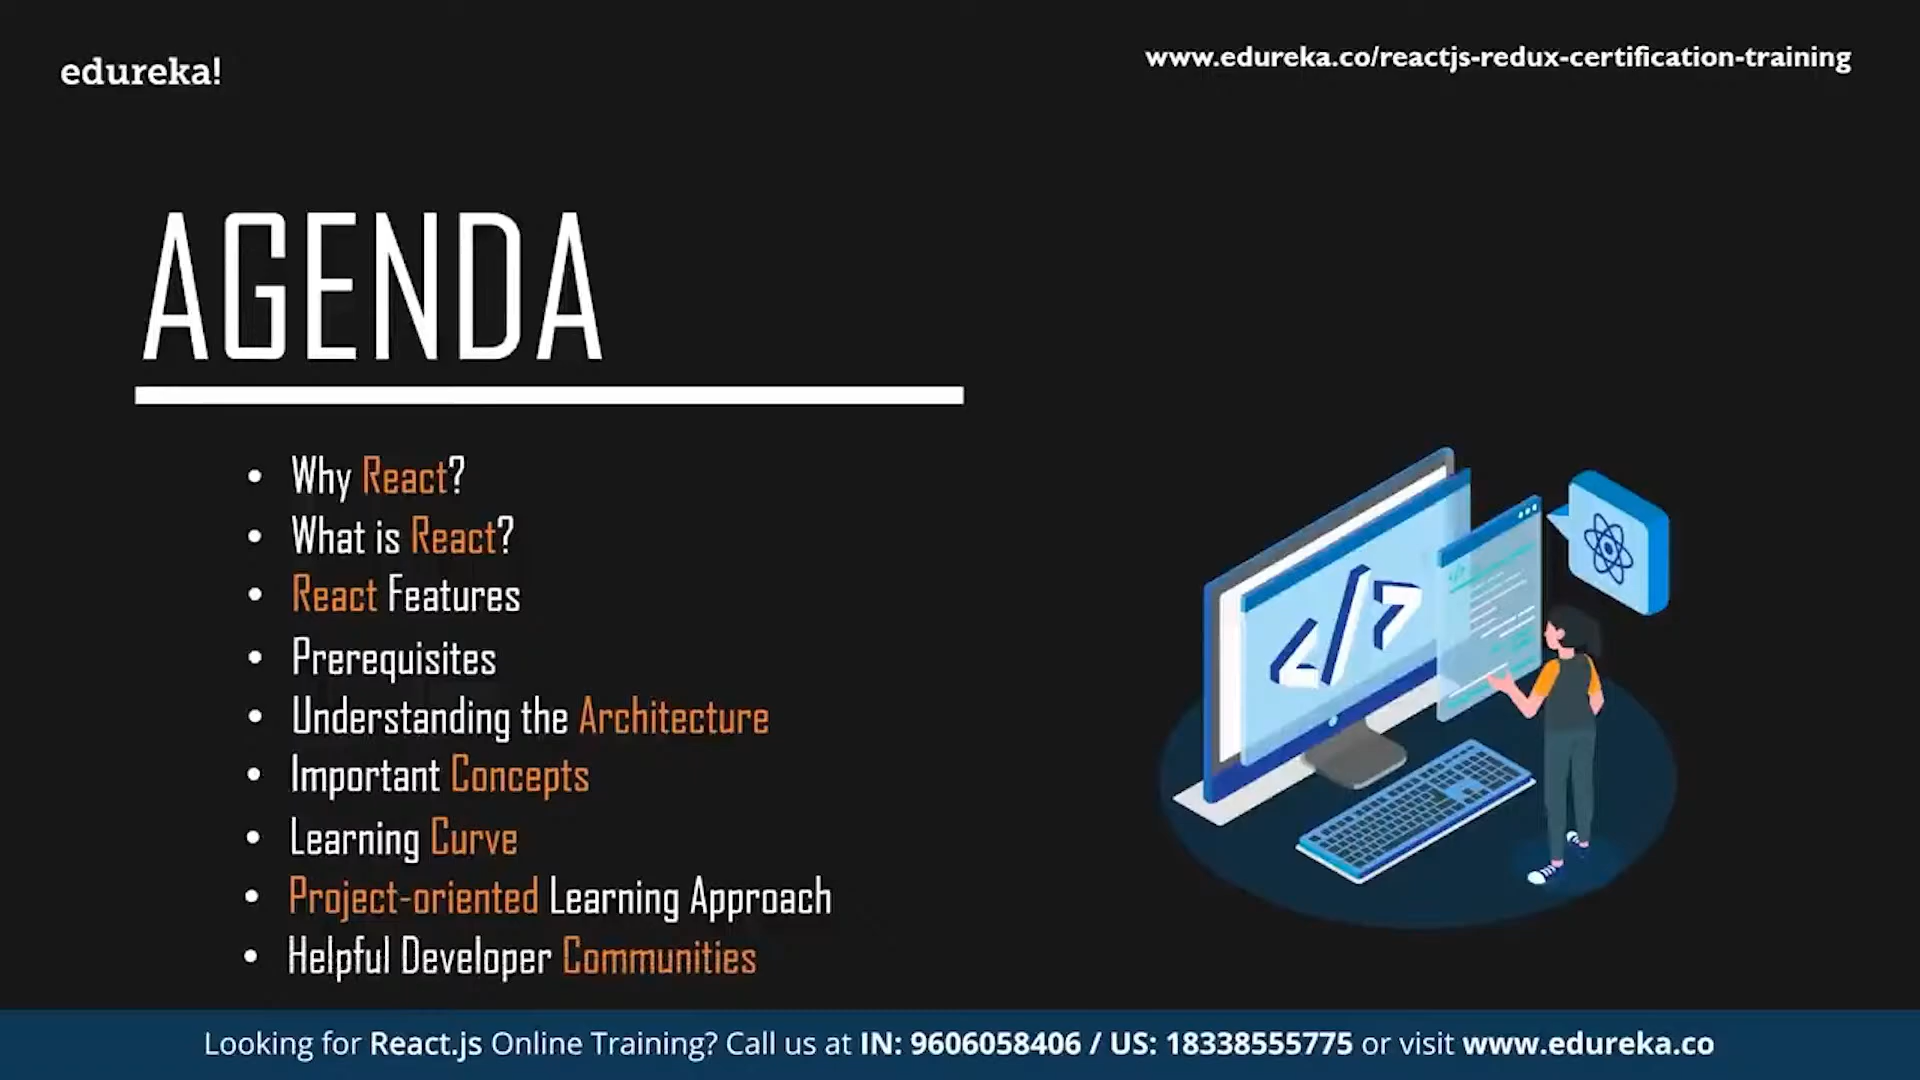 edureka!
www.edureka.co/reactjs-redux-certification-training
AGENDA
• Why React?
• What is React?
• React Features
• Prerequisites
• Understanding the Architecture
• Important Concepts
• Learning Curve
• Project-oriented Learning Approach
• Helpful Developer Communities
</>
Looking for React.js Online Training? Call us at IN: 9606058406 / US: 18338555775 or visit www.edureka.co